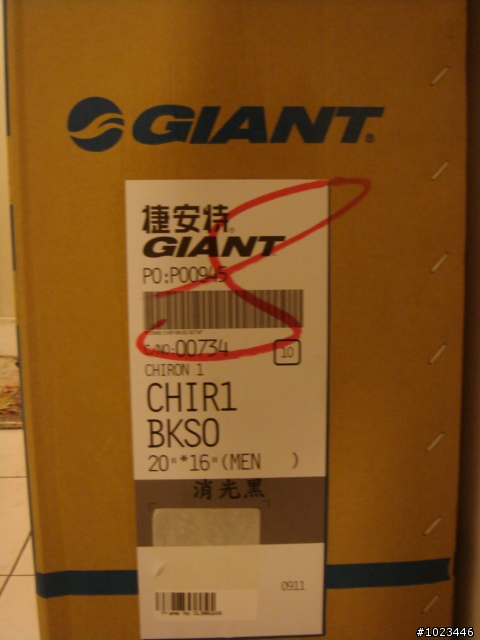 GIANT
捷安特
GIANT
PO:P00945
S/NO:00734
10
CHIRON 1
CHIR1
BKSO
20"*16"(MEN )
消光黑
0911
#1023446